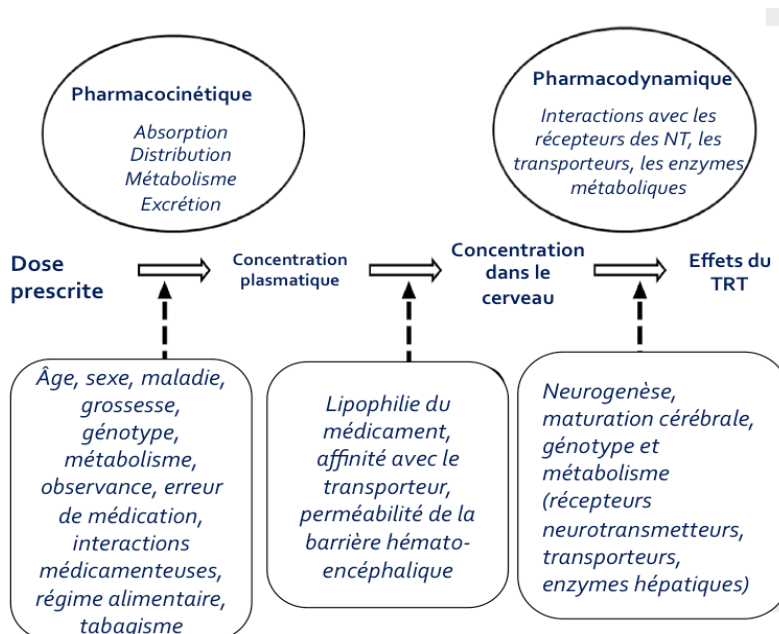 Pharmacocinétique
Absorption
Distribution
Métabolisme
Excrétion
Pharmacodynamique
Interactions avec les
récepteurs des NT, les
transporteurs, les enzymes
métaboliques
Dose
prescrite
Concentration
plasmatique
Concentration
dans le
cerveau
Effets du
TRT
Âge, sexe, maladie,
grossesse,
génotype,
métabolisme,
observance, erreur
de médication,
interactions
médicamenteuses,
régime alimentaire,
tabagisme
Lipophilie du
médicament,
affinité avec le
transporteur,
perméabilité de la
barrière hémato-
encéphalique
Neurogenèse,
maturation cérébrale,
génotype et
métabolisme
(récepteurs
neurotransmetteurs,
transporteurs,
enzymes hépatiques)